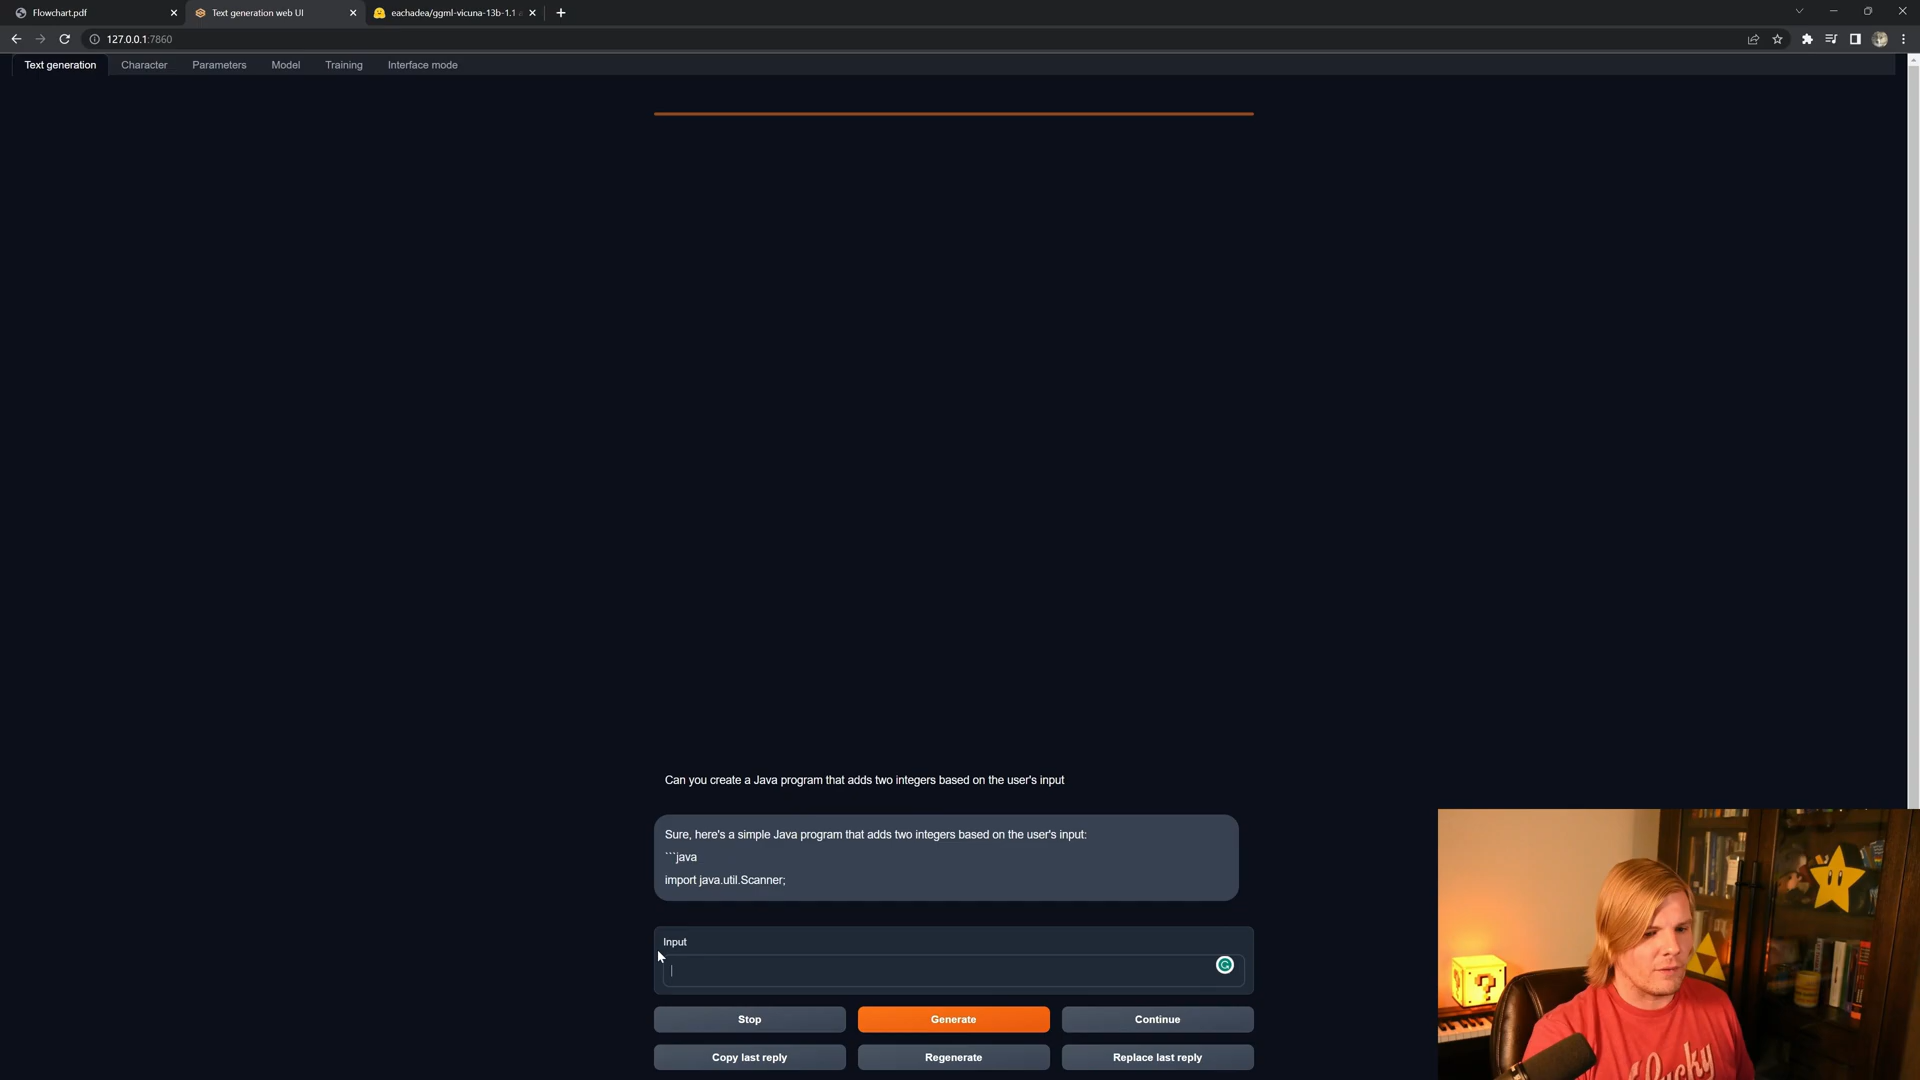 Flowchart.pdf
Text generation web UI
eachadea/ggml-vicuna-13b-1.1
127.0.0.1:7860
Text generation
Character
Parameters
Model
Training
Interface mode
Can you create a Java program that adds two integers based on the user's input
Sure, here's a simple Java program that adds two integers based on the user's input:
```java
import java.util.Scanner;
Input
Stop
Generate
Continue
Copy last reply
Regenerate
Replace last reply
?
Lucky